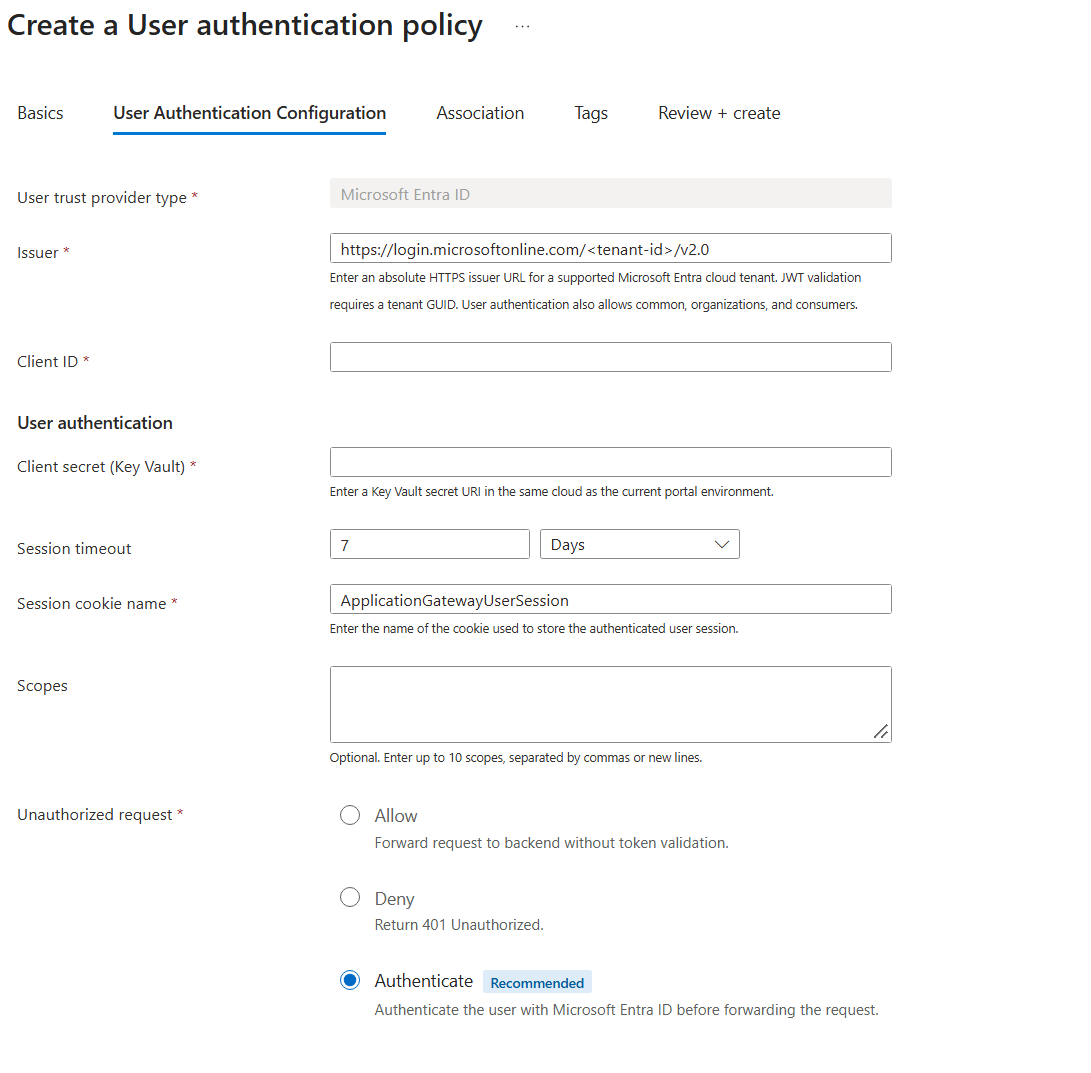 Create a User authentication policy ...
Basics User Authentication Configuration Association Tags Review + create
User trust provider type *
Microsoft Entra ID
Issuer *
https://login.microsoftonline.com/<tenant-id>/v2.0
Enter an absolute HTTPS issuer URL for a supported Microsoft Entra cloud tenant. JWT validation
requires a tenant GUID. User authentication also allows common, organizations, and consumers.
Client ID *
User authentication
Client secret (Key Vault) *
Enter a Key Vault secret URI in the same cloud as the current portal environment.
Session timeout
7 Days
Session cookie name *
ApplicationGatewayUserSession
Enter the name of the cookie used to store the authenticated user session.
Scopes
Optional. Enter up to 10 scopes, separated by commas or new lines.
Unauthorized request *
Allow
Forward request to backend without token validation.
Deny
Return 401 Unauthorized.
Authenticate Recommended
Authenticate the user with Microsoft Entra ID before forwarding the request.